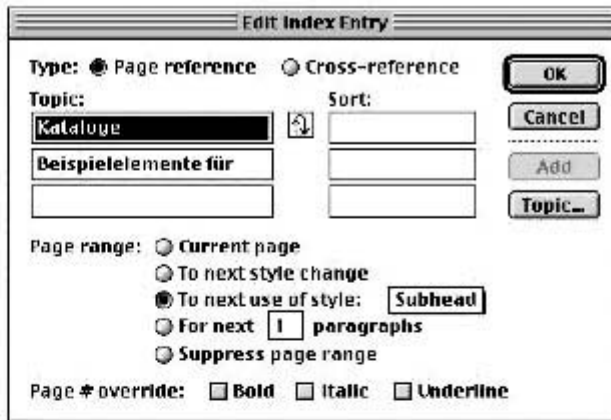 Edit Index Entry
Type: Page reference Cross-reference
OK
Topic: Sort:
Kataloge
Cancel
Beispielelemente für
Add
Topic...
Page range: Current page
To next style change
To next use of style: Subhead
For next 1 paragraphs
Suppress page range
Page # override: Bold Italic Underline